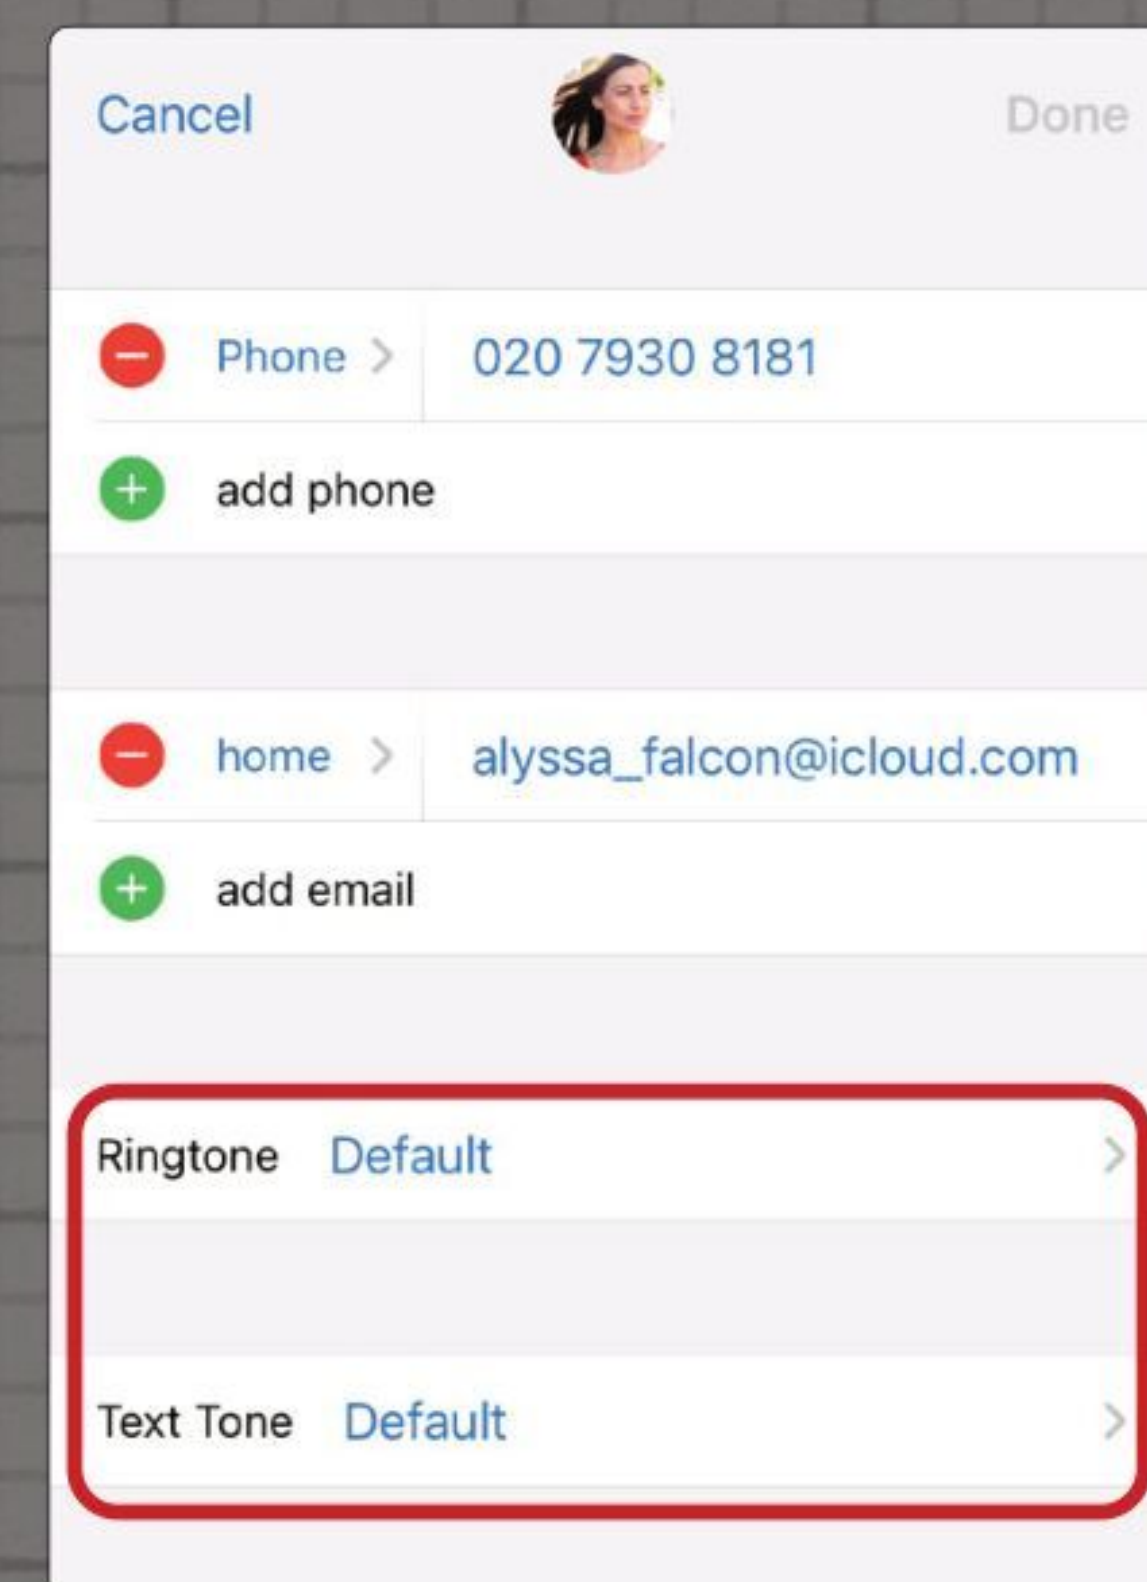 Cancel Done
Phone 020 7930 8181
add phone
home alyssa_falcon@icloud.com
add email
Ringtone Default
Text Tone Default